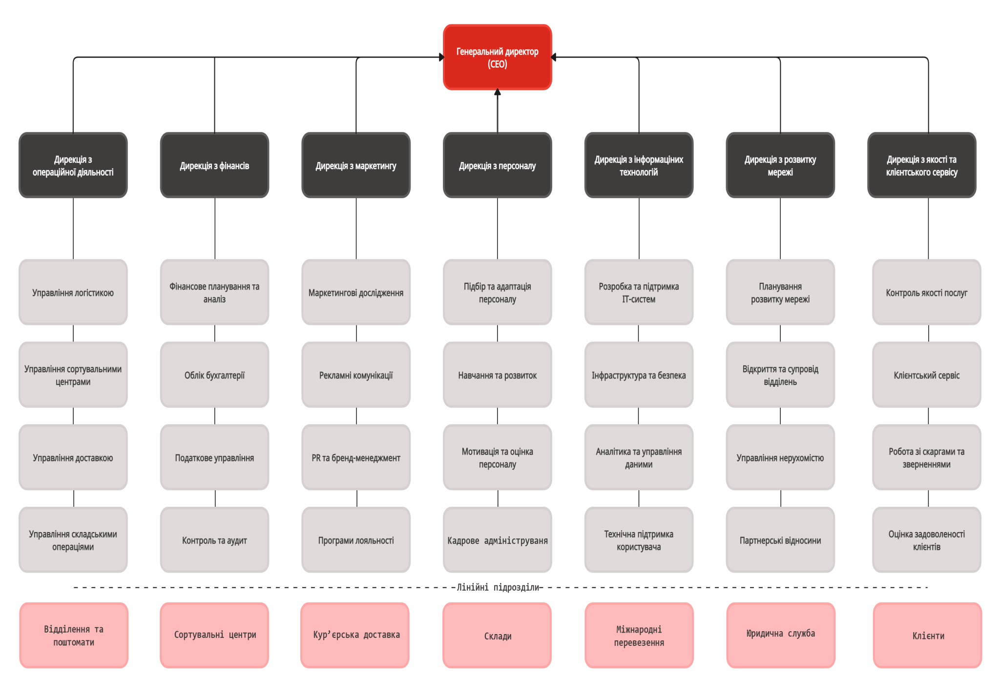 Генеральний директор
(CEO)
Дирекція з
операційної діяльності
Дирекція з фінансів
Дирекція з маркетингу
Дирекція з персоналу
Дирекція з інформаціних
технологій
Дирекція з розвитку
мережі
Дирекція з якості та
клієнтського сервісу
Управління логістикою
Фінансове планування та
аналіз
Маркетингові дослідження
Підбір та адаптація
персоналу
Розробка та підтримка
ІТ-систем
Планування
розвитку мережі
Контроль якості послуг
Управління сортувальними
центрами
Облік бухгалтерії
Рекламні комунікації
Навчання та розвиток
Інфраструктура та безпека
Відкриття та супровід
відділень
Клієнтський сервіс
Управління доставкою
Податкове управління
PR та бренд-менеджмент
Мотивація та оцінка
персоналу
Аналітика та управління
даними
Управління нерухомістю
Робота зі скаргами та
зверненнями
Управління складськими
операціями
Контроль та аудит
Програми лояльності
Кадрове адмініструваня
Технічна підтримка
користувача
Партнерські відносини
Оцінка задоволеності
клієнтів
Лінійні підрозділи
Відділення та
поштомати
Сортувальні центри
Кур’єрська доставка
Склади
Міжнародні
перевезення
Юридична служба
Клієнти